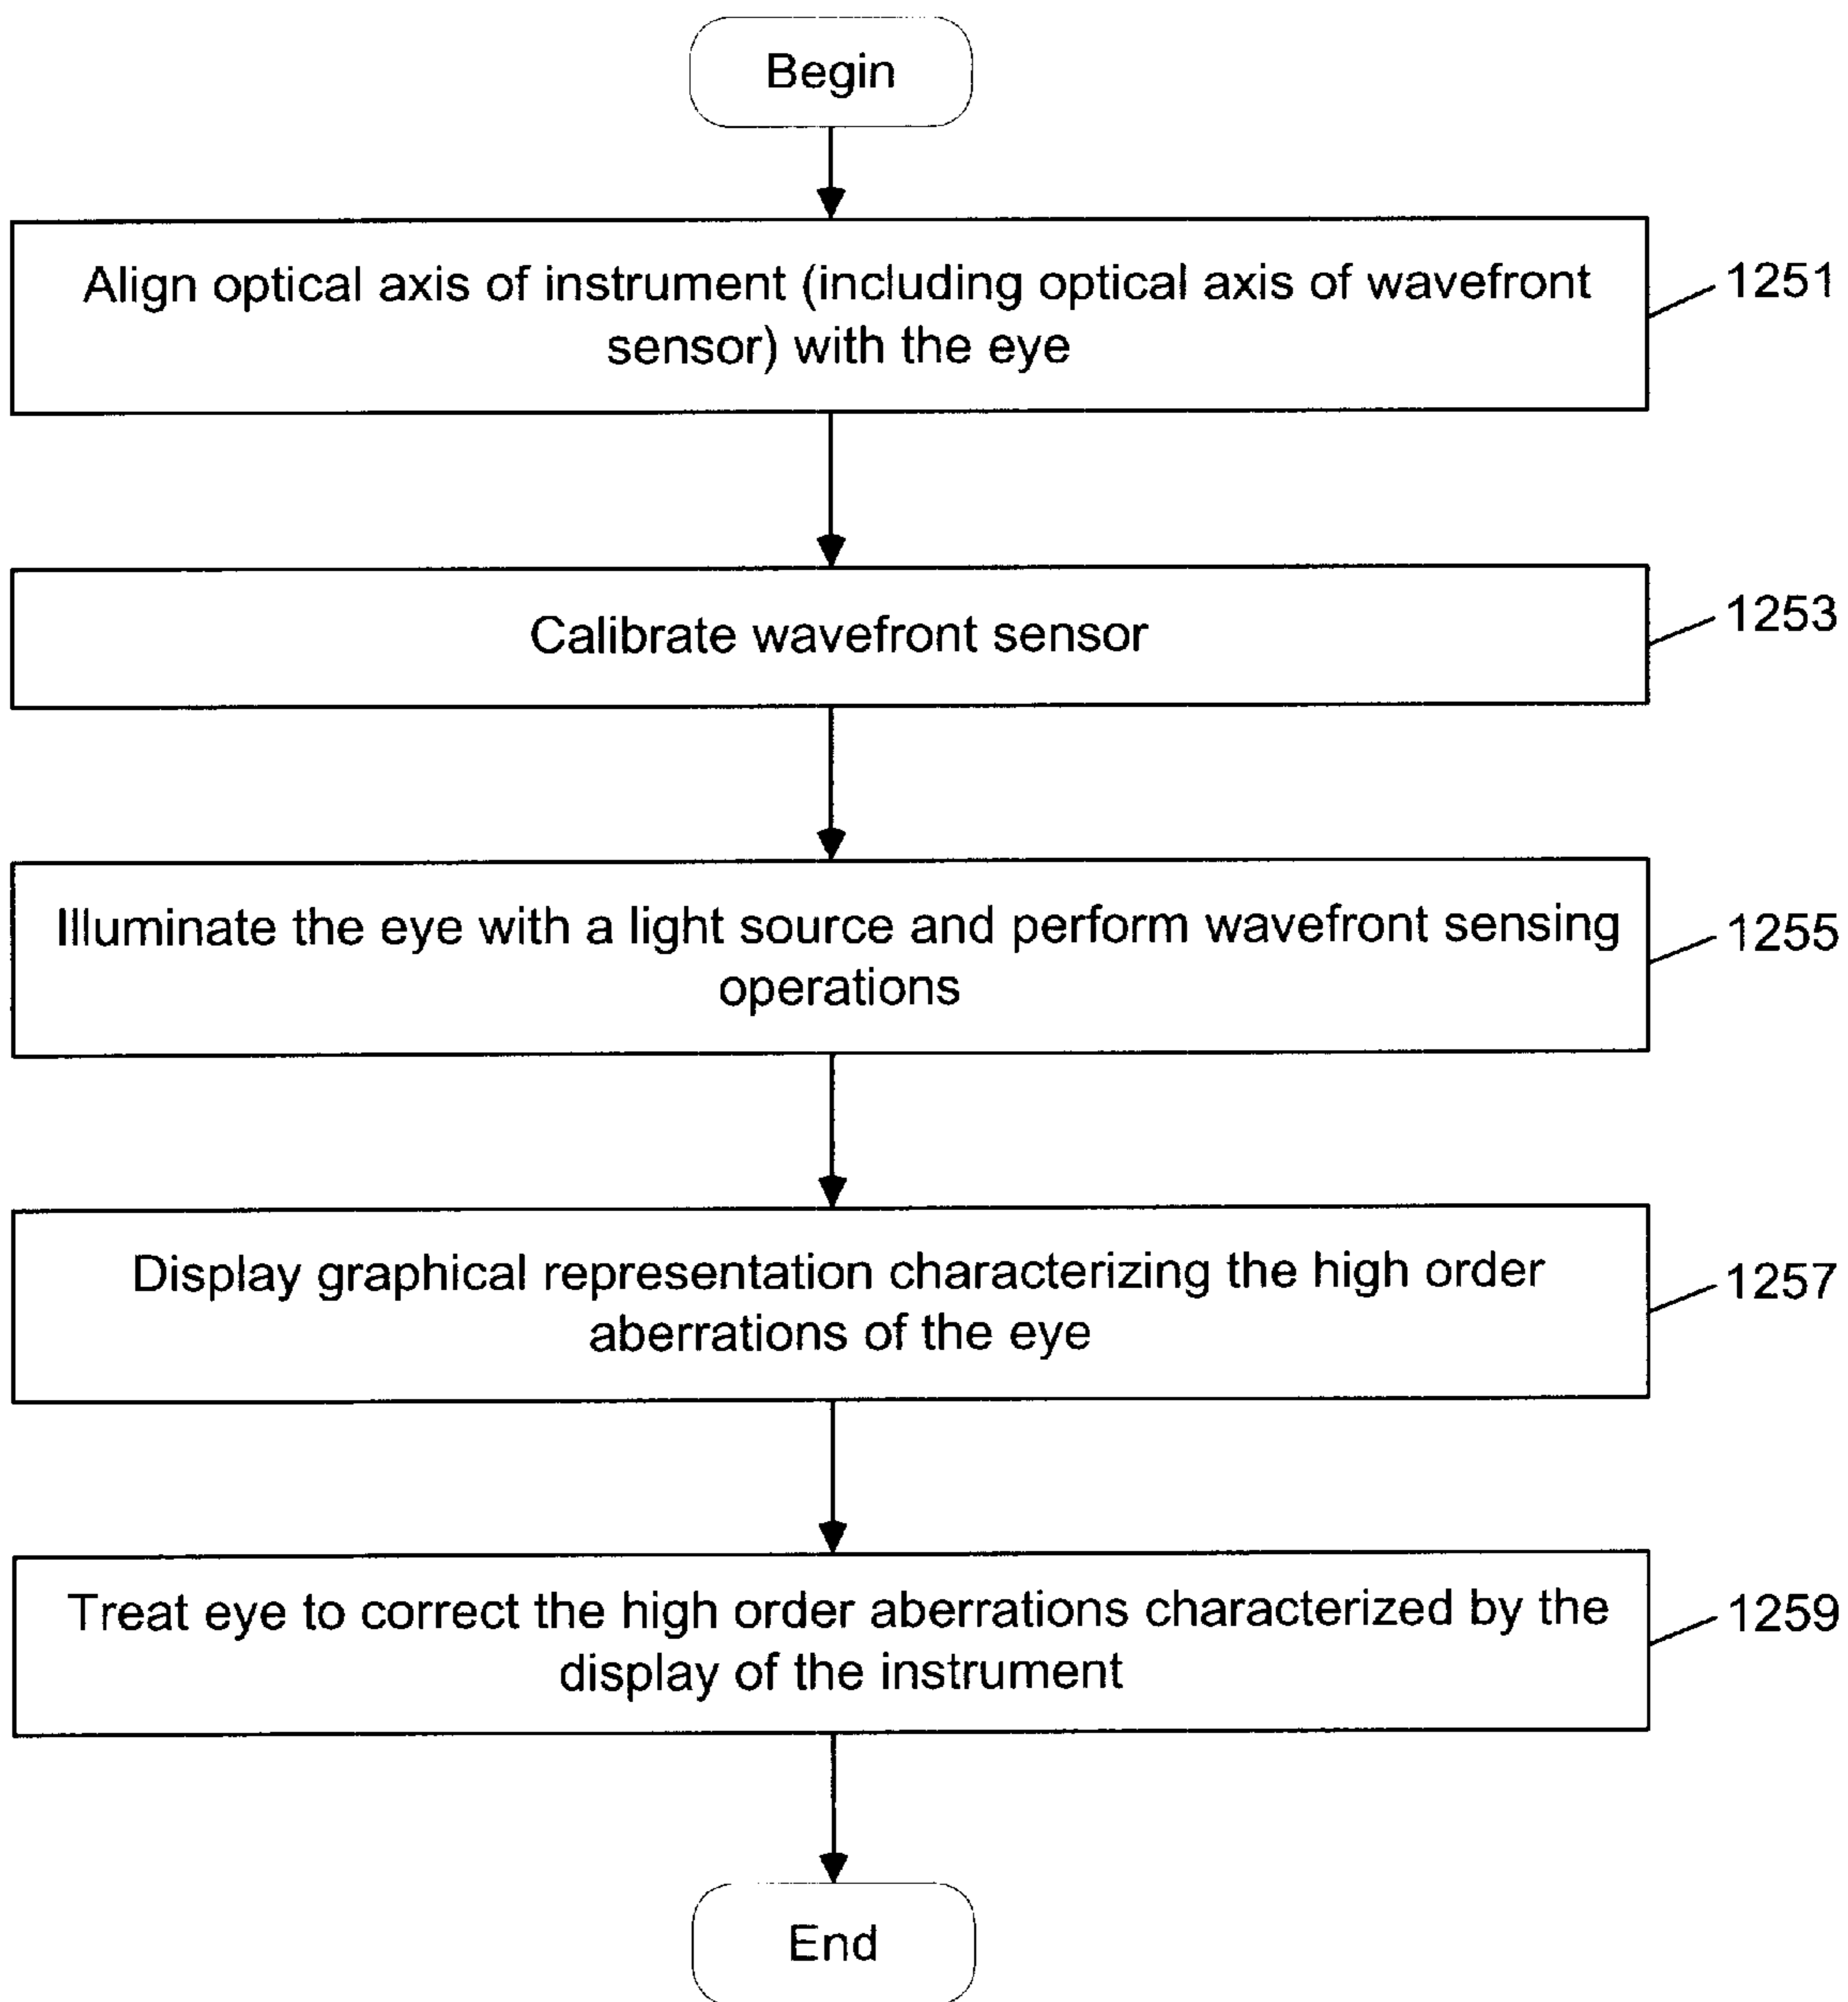 Begin
Align optical axis of instrument (including optical axis of wavefront
sensor) with the eye
1251
Calibrate wavefront sensor
1253
Illuminate the eye with a light source and perform wavefront sensing
operations
1255
Display graphical representation characterizing the high order
aberrations of the eye
1257
Treat eye to correct the high order aberrations characterized by the
display of the instrument
1259
End